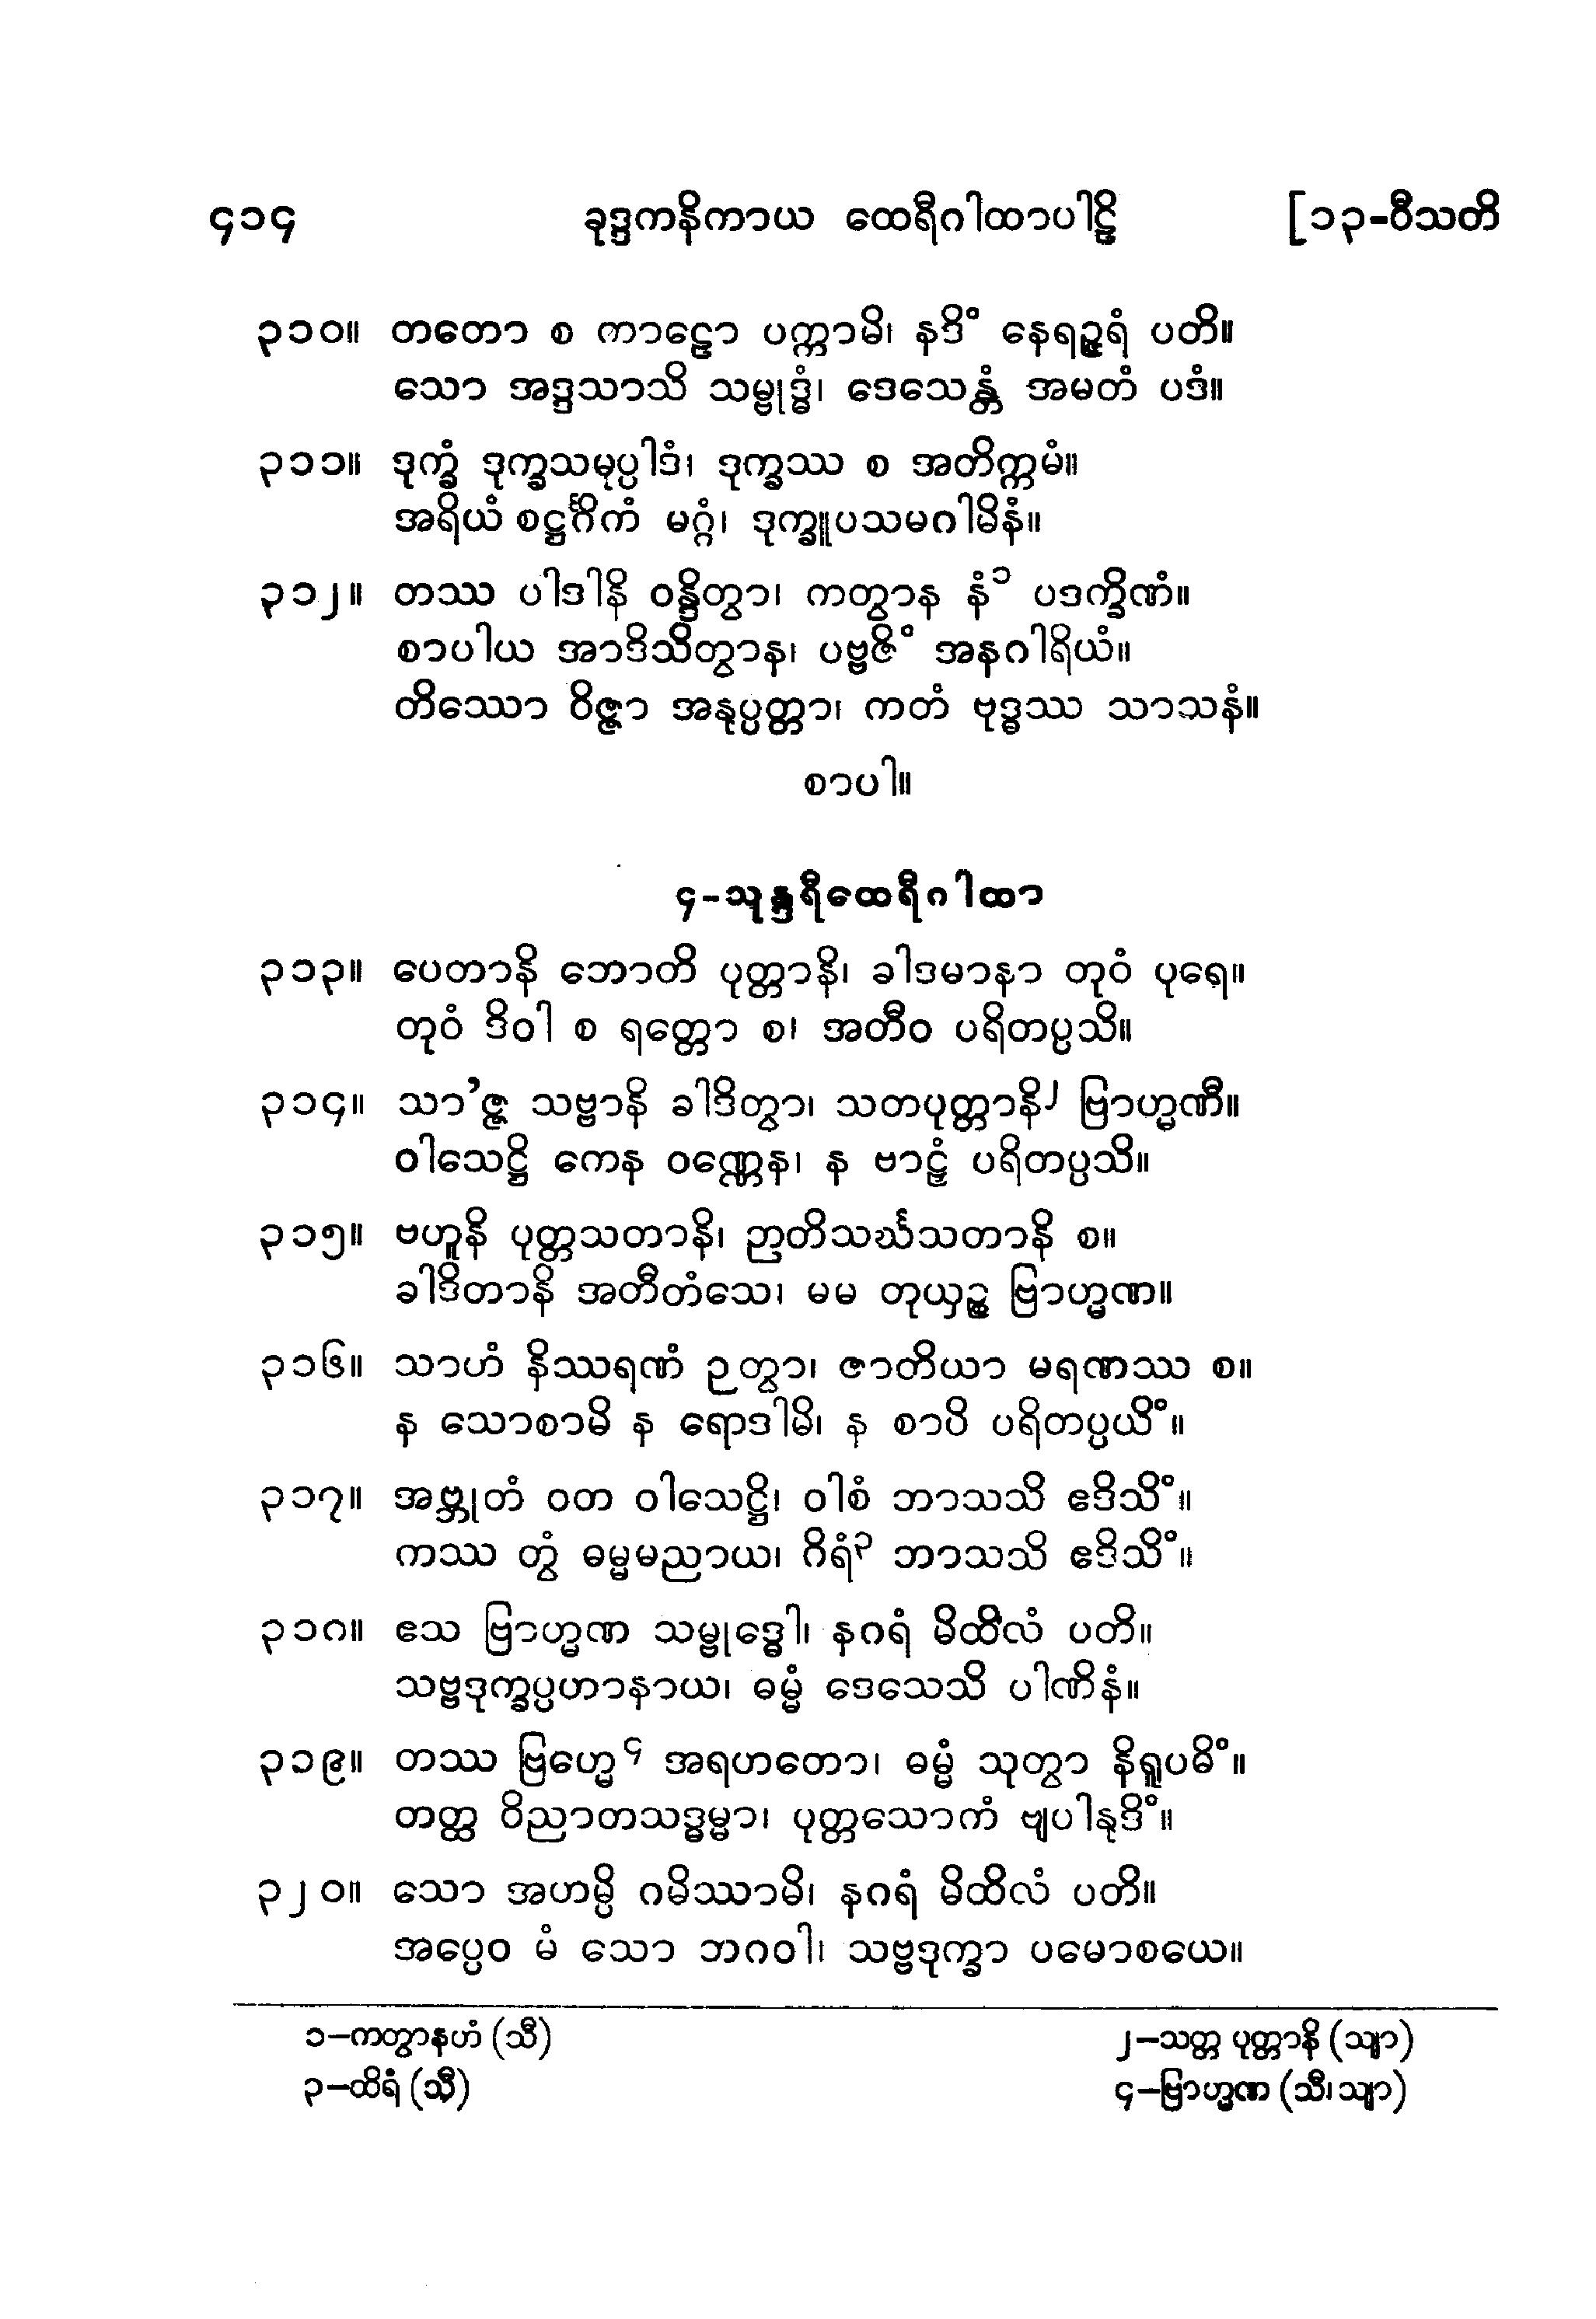 ၄၁၄ ခုဒ္ဒကနိကာယ ထေရီဂါထာပါဠိ [၁၃-ဝီသတိ
၃၁၀။ တတော စ ကာဠော ပက္ကာမိ၊ နဒိံ နေရဉ္ဇရံ ပတိ။
သော အဒ္ဒသာသိ သမ္ဗုဒ္ဓံ၊ ဒေသေန္တံ အမတံ ပဒံ။
၃၁၁။ ဒုက္ခံ ဒုက္ခသမုပ္ပါဒံ၊ ဒုက္ခဿ စ အတိက္ကမံ။
အရိယံ စဋ္ဌင်္ဂိကံ မဂ္ဂံ၊ ဒုက္ခူပသမဂါမိနံ။
၃၁၂။ တဿ ပါဒါနိ ဝန္ဒိတွာ၊ ကတွာန နံ၁ ပဒက္ခိဏံ။
စာပါယ အာဒိသိတွာန၊ ပဗ္ဗဇိံ အနဂါရိယံ။
တိဿော ဝိဇ္ဇာ အနုပ္ပတ္တာ၊ ကတံ ဗုဒ္ဓဿ သာသနံ။
စာပါ။
၄-သုန္ဒရီထေရီဂါထာ
၃၁၃။ ပေတာနိ ဘောတိ ပုတ္တာနိ၊ ခါဒမာနာ တုဝံ ပုရေ။
တုဝံ ဒိဝါ စ ရတ္တော စ၊ အတီဝ ပရိတပ္ပသိ။
၃၁၄။ သာ’ဇ္ဇ သဗ္ဗာနိ ခါဒိတွာ၊ သတပုတ္တာနိ၂ ဗြာဟ္မဏီ။
ဝါသေဋ္ဌိ ကေန ဝဏ္ဏေန၊ န ဗာဠှံ ပရိတပ္ပသိ။
၃၁၅။ ဗဟူနိ ပုတ္တသတာနိ၊ ဉာတိသင်္ဃသတာနိ စ။
ခါဒိတာနိ အတီတံသေ၊ မမ တုယှဉ္စ ဗြာဟ္မဏ။
၃၁၆။ သာဟံ နိဿရဏံ ဉတွာ၊ ဇာတိယာ မရဏဿ စ။
န သောစာမိ န ရောဒါမိ၊ န စာပိ ပရိတပ္ပယိံ။
၃၁၇။ အဗ္ဘုတံ ဝတ ဝါသေဋ္ဌိ၊ ဝါစံ ဘာသသိ ဧဒိသိံ။
ကဿ တွံ ဓမ္မမညာယ၊ ဂိရံ၃ ဘာသသိ ဧဒိသိံ။
၃၁၈။ ဧသ ဗြာဟ္မဏ သမ္ဗုဒ္ဓေါ၊ နဂရံ မိထိလံ ပတိ။
သဗ္ဗဒုက္ခပ္ပဟာနာယ၊ ဓမ္မံ ဒေသေသိ ပါဏိနံ။
၃၁၉။ တဿ ဗြဟ္မေ၄ အရဟတော၊ ဓမ္မံ သုတွာ နိရူပဓိံ။
တတ္ထ ဝိညာတသဒ္ဓမ္မာ၊ ပုတ္တသောကံ ဗျပါနုဒိံ။
၃၂၀။ သော အဟမ္ပိ ဂမိဿာမိ၊ နဂရံ မိထိလံ ပတိ။
အပ္ပေဝ မံ သော ဘဂဝါ၊ သဗ္ဗဒုက္ခာ ပမောစယေ။
၁–ကတွာနဟံ (သီ) ၂–သတ္တ ပုတ္တာနိ (သျာ)
၃–ထိရံ (သီ) ၄–ဗြာဟ္မဏ (သီ၊ သျာ)